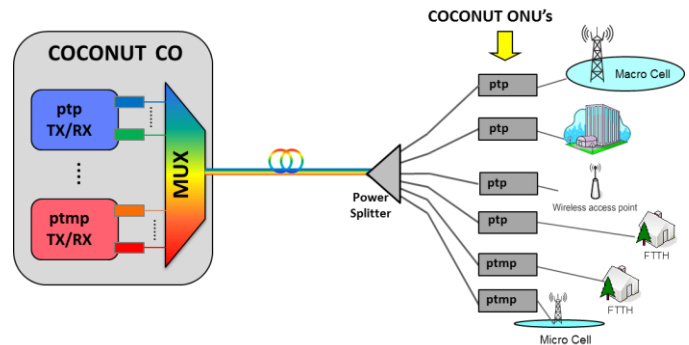 COCONUT ONU's
COCONUT CO
ptp
TX/RX
ptmp
TX/RX
MUX
Power
Splitter
ptp
Macro Cell
ptp
ptp
Wireless access point
ptp
FTTH
ptmp
FTTH
ptmp
Micro Cell